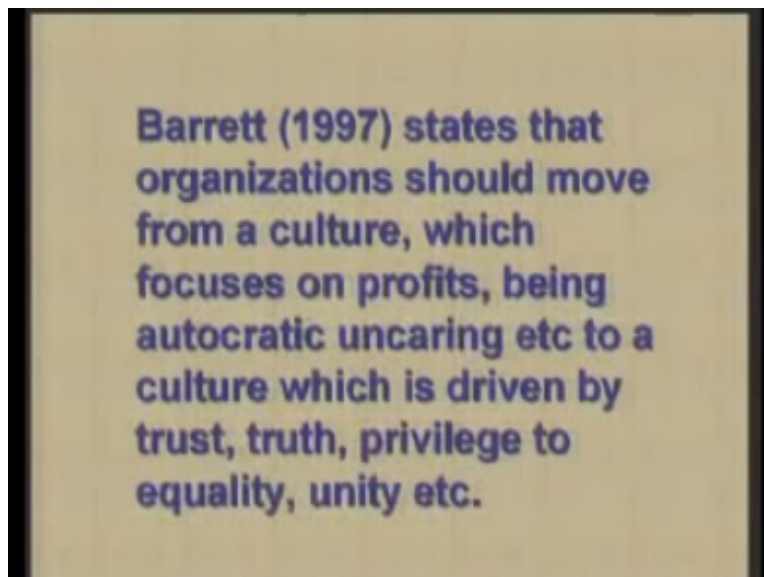 Barrett (1997) states that
organizations should move
from a culture, which
focuses on profits, being
autocratic uncaring etc to a
culture which is driven by
trust, truth, privilege to
equality, unity etc.